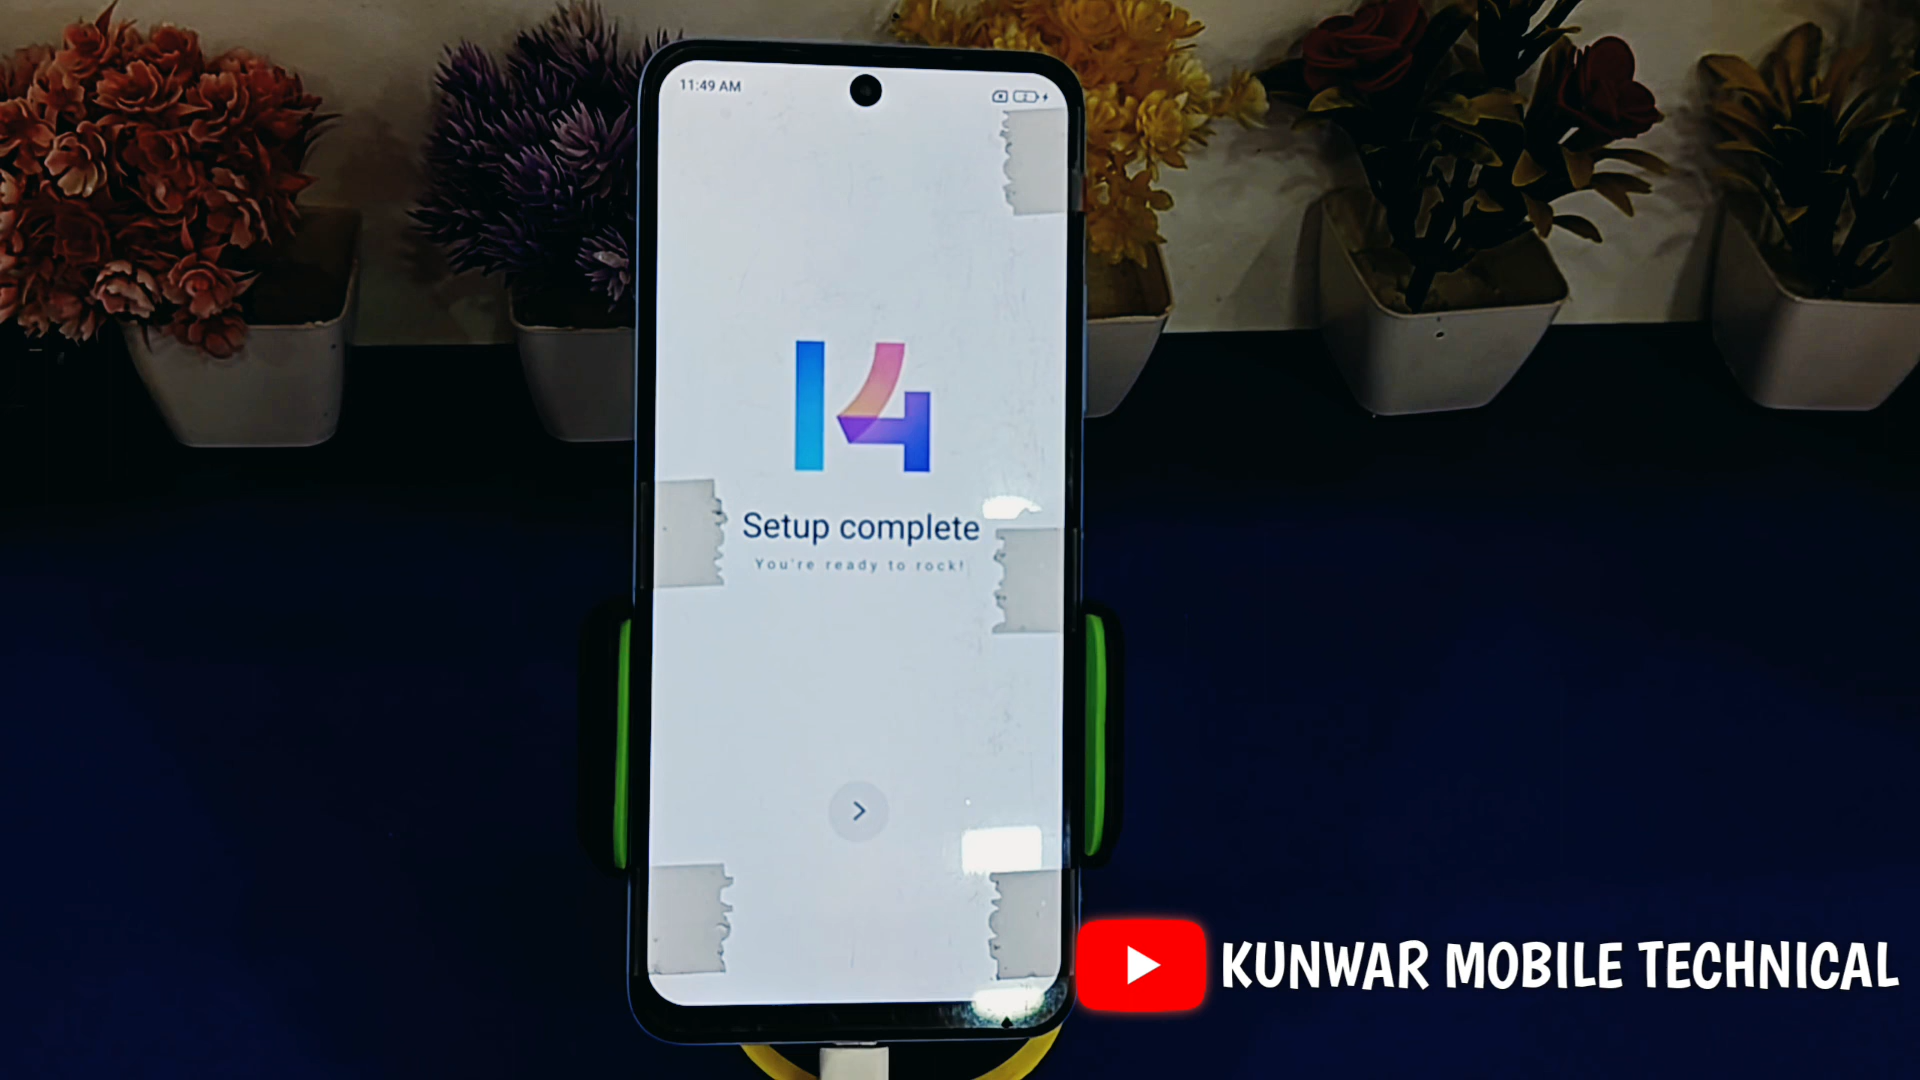 11:49 AM
14
Setup complete
You're ready to rock!
KUNWAR MOBILE TECHNICAL